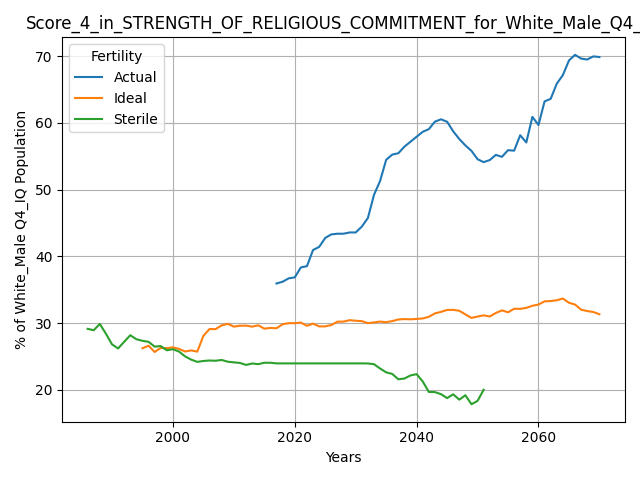 Score_4_in_STRENGTH_OF_RELIGIOUS_COMMITMENT_for_White_Male_Q4_
Fertility
Actual
Ideal
Sterile
% of White_Male Q4_IQ Population
70
60
50
40
30
20
2000
2020
2040
2060
Years